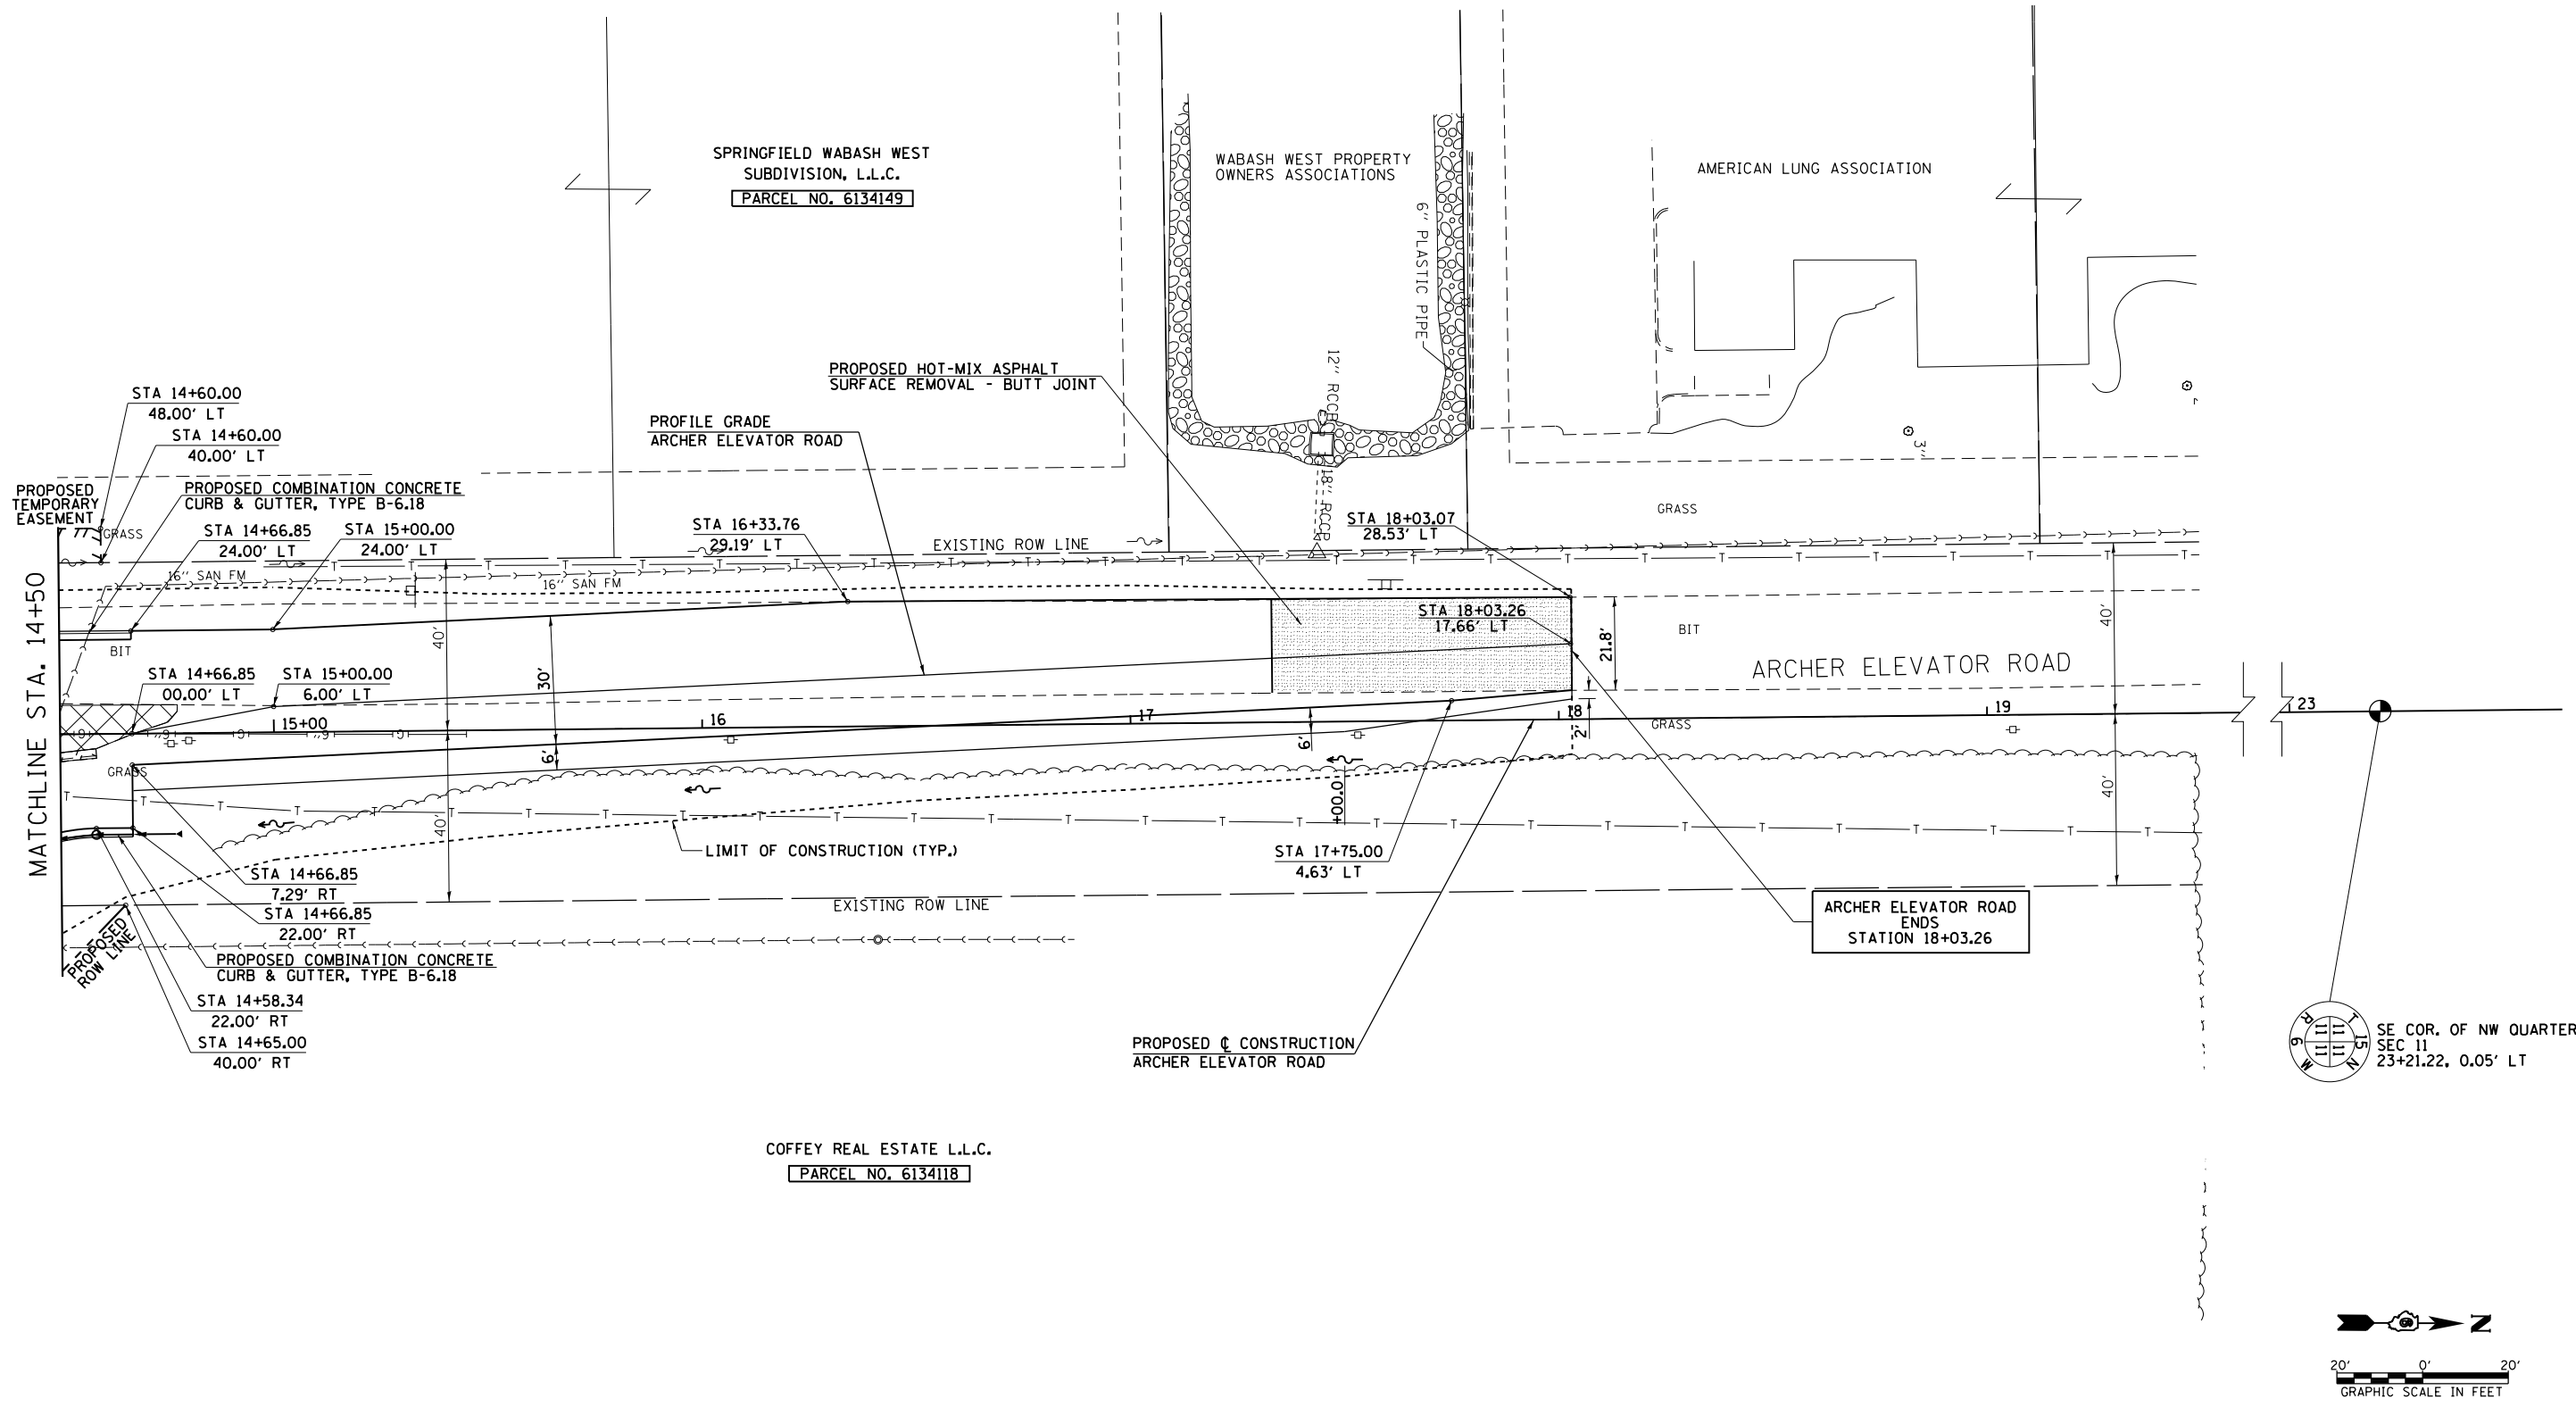 SPRINGFIELD WABASH WEST
SUBDIVISION, L.L.C.
PARCEL NO. 6134149
WABASH WEST PROPERTY
OWNERS ASSOCIATIONS
AMERICAN LUNG ASSOCIATION
6'' PLASTIC PIPE
12'' RCCP
18'' RCCP
3''
PROPOSED HOT-MIX ASPHALT
SURFACE REMOVAL - BUTT JOINT
PROFILE GRADE
ARCHER ELEVATOR ROAD
STA 14+60.00
48.00' LT
STA 14+60.00
40.00' LT
PROPOSED
TEMPORARY
EASEMENT
PROPOSED COMBINATION CONCRETE
CURB & GUTTER, TYPE B-6.18
GRASS
STA 14+66.85
24.00' LT
STA 15+00.00
24.00' LT
STA 16+33.76
29.19' LT
EXISTING ROW LINE
STA 18+03.07
28.53' LT
GRASS
16'' SAN FM
16'' SAN FM
MATCHLINE STA. 14+50
BIT
40'
30'
STA 18+03.26
17.66' LT
21.8'
BIT
40'
ARCHER ELEVATOR ROAD
STA 14+66.85
00.00' LT
STA 15+00.00
6.00' LT
15+00
16
17
18
19
23
GRASS
GRASS
6'
6'
2'
+00.0
40'
40'
LIMIT OF CONSTRUCTION (TYP.)
STA 17+75.00
4.63' LT
STA 14+66.85
7.29' RT
STA 14+66.85
22.00' RT
EXISTING ROW LINE
ARCHER ELEVATOR ROAD
ENDS
STATION 18+03.26
PROPOSED
ROW LINE
PROPOSED COMBINATION CONCRETE
CURB & GUTTER, TYPE B-6.18
STA 14+58.34
22.00' RT
STA 14+65.00
40.00' RT
PROPOSED ℄ CONSTRUCTION
ARCHER ELEVATOR ROAD
T 15 N
R 6 W
11 11
11 11
SE COR. OF NW QUARTER
SEC 11
23+21.22, 0.05' LT
COFFEY REAL ESTATE L.L.C.
PARCEL NO. 6134118
N
20' 0' 20'
GRAPHIC SCALE IN FEET